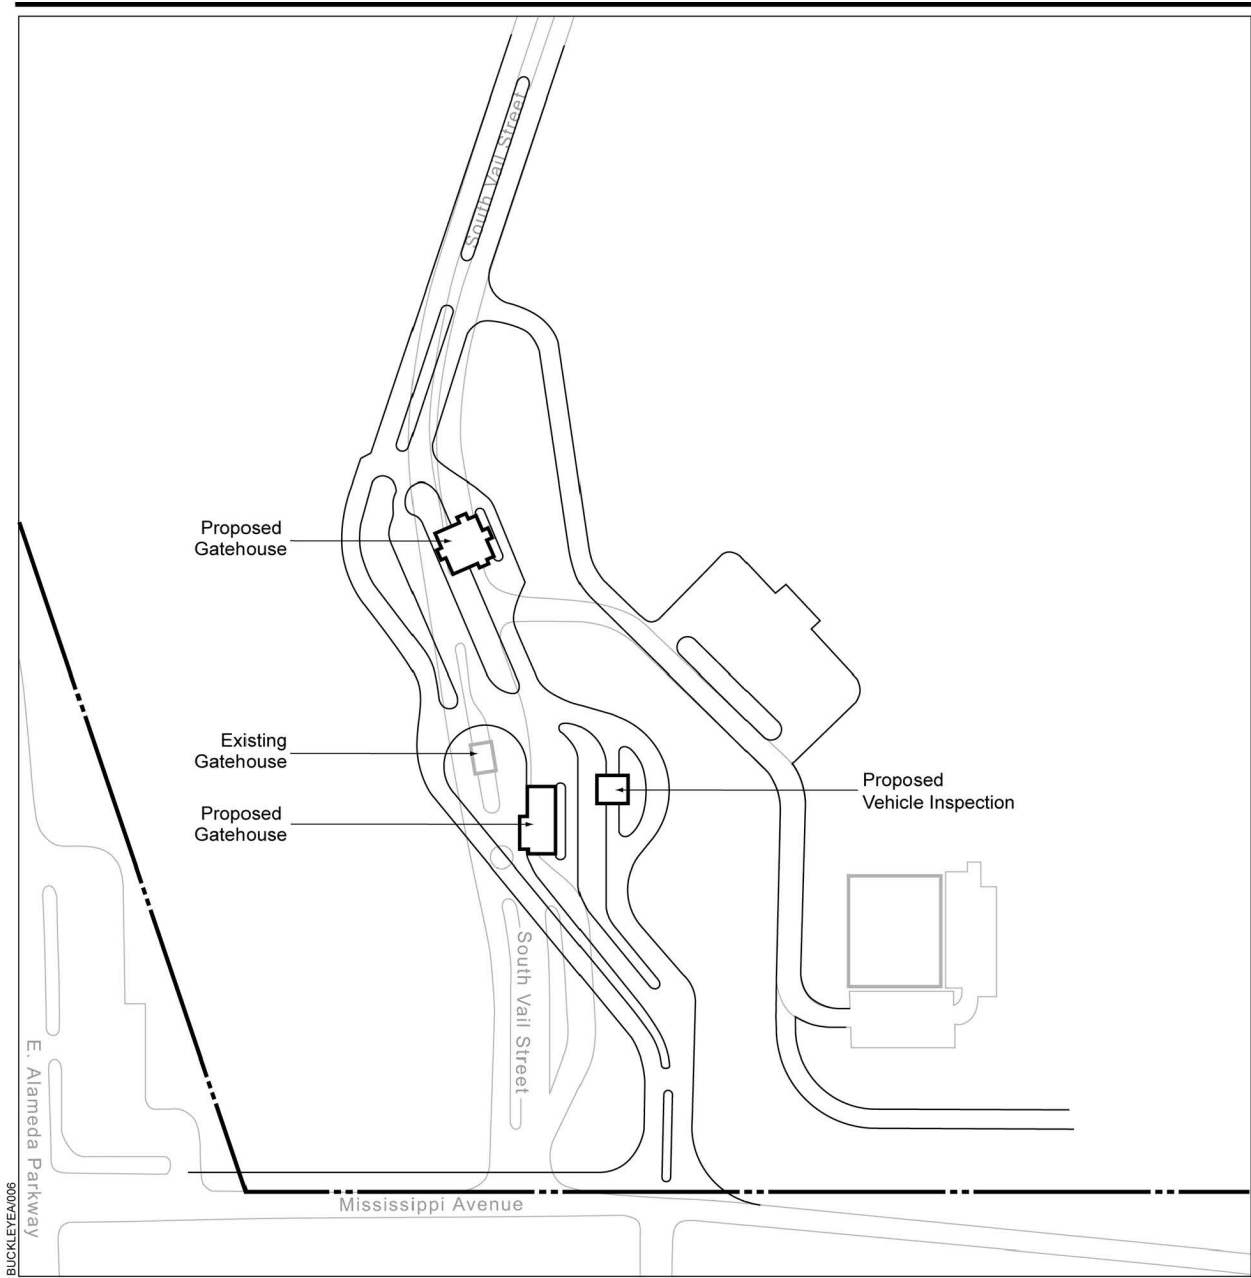 South Vail Street
Proposed
Gatehouse
Existing
Gatehouse
Proposed
Gatehouse
Proposed
Vehicle Inspection
South Vail Street
E. Alameda Parkway
Mississippi Avenue
BUCKLEYEA/006